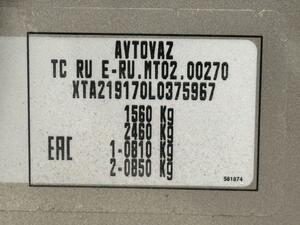 AVTOVAZ
TC RU E-RU.MT02.00270
XTA219170L0375967
1560 Kg
2460 Kg
EAC 1-0810 Kg
2-0850 Kg
581874